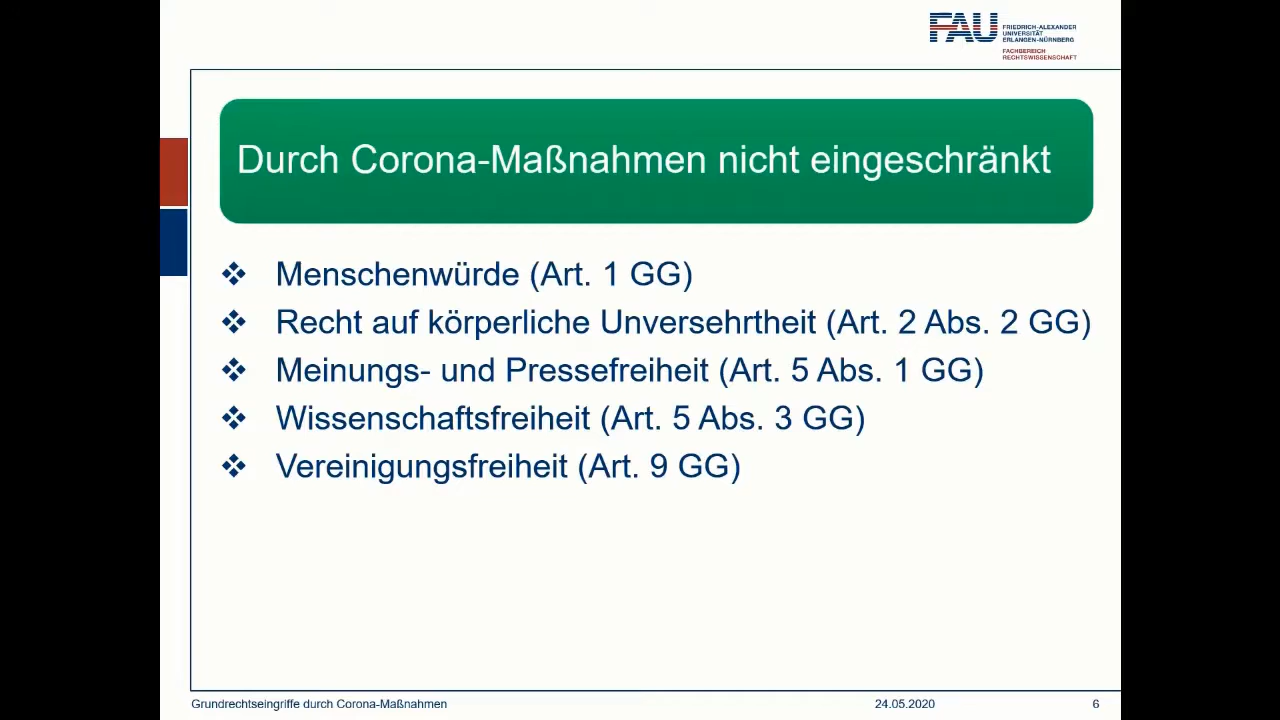 FAU
FRIEDRICH-ALEXANDER
UNIVERSITÄT
ERLANGEN-NÜRNBERG
FACHBEREICH
RECHTSWISSENSCHAFT
Durch Corona-Maßnahmen nicht eingeschränkt
❖ Menschenwürde (Art. 1 GG)
❖ Recht auf körperliche Unversehrtheit (Art. 2 Abs. 2 GG)
❖ Meinungs- und Pressefreiheit (Art. 5 Abs. 1 GG)
❖ Wissenschaftsfreiheit (Art. 5 Abs. 3 GG)
❖ Vereinigungsfreiheit (Art. 9 GG)
Grundrechtseingriffe durch Corona-Maßnahmen 24.05.2020 6